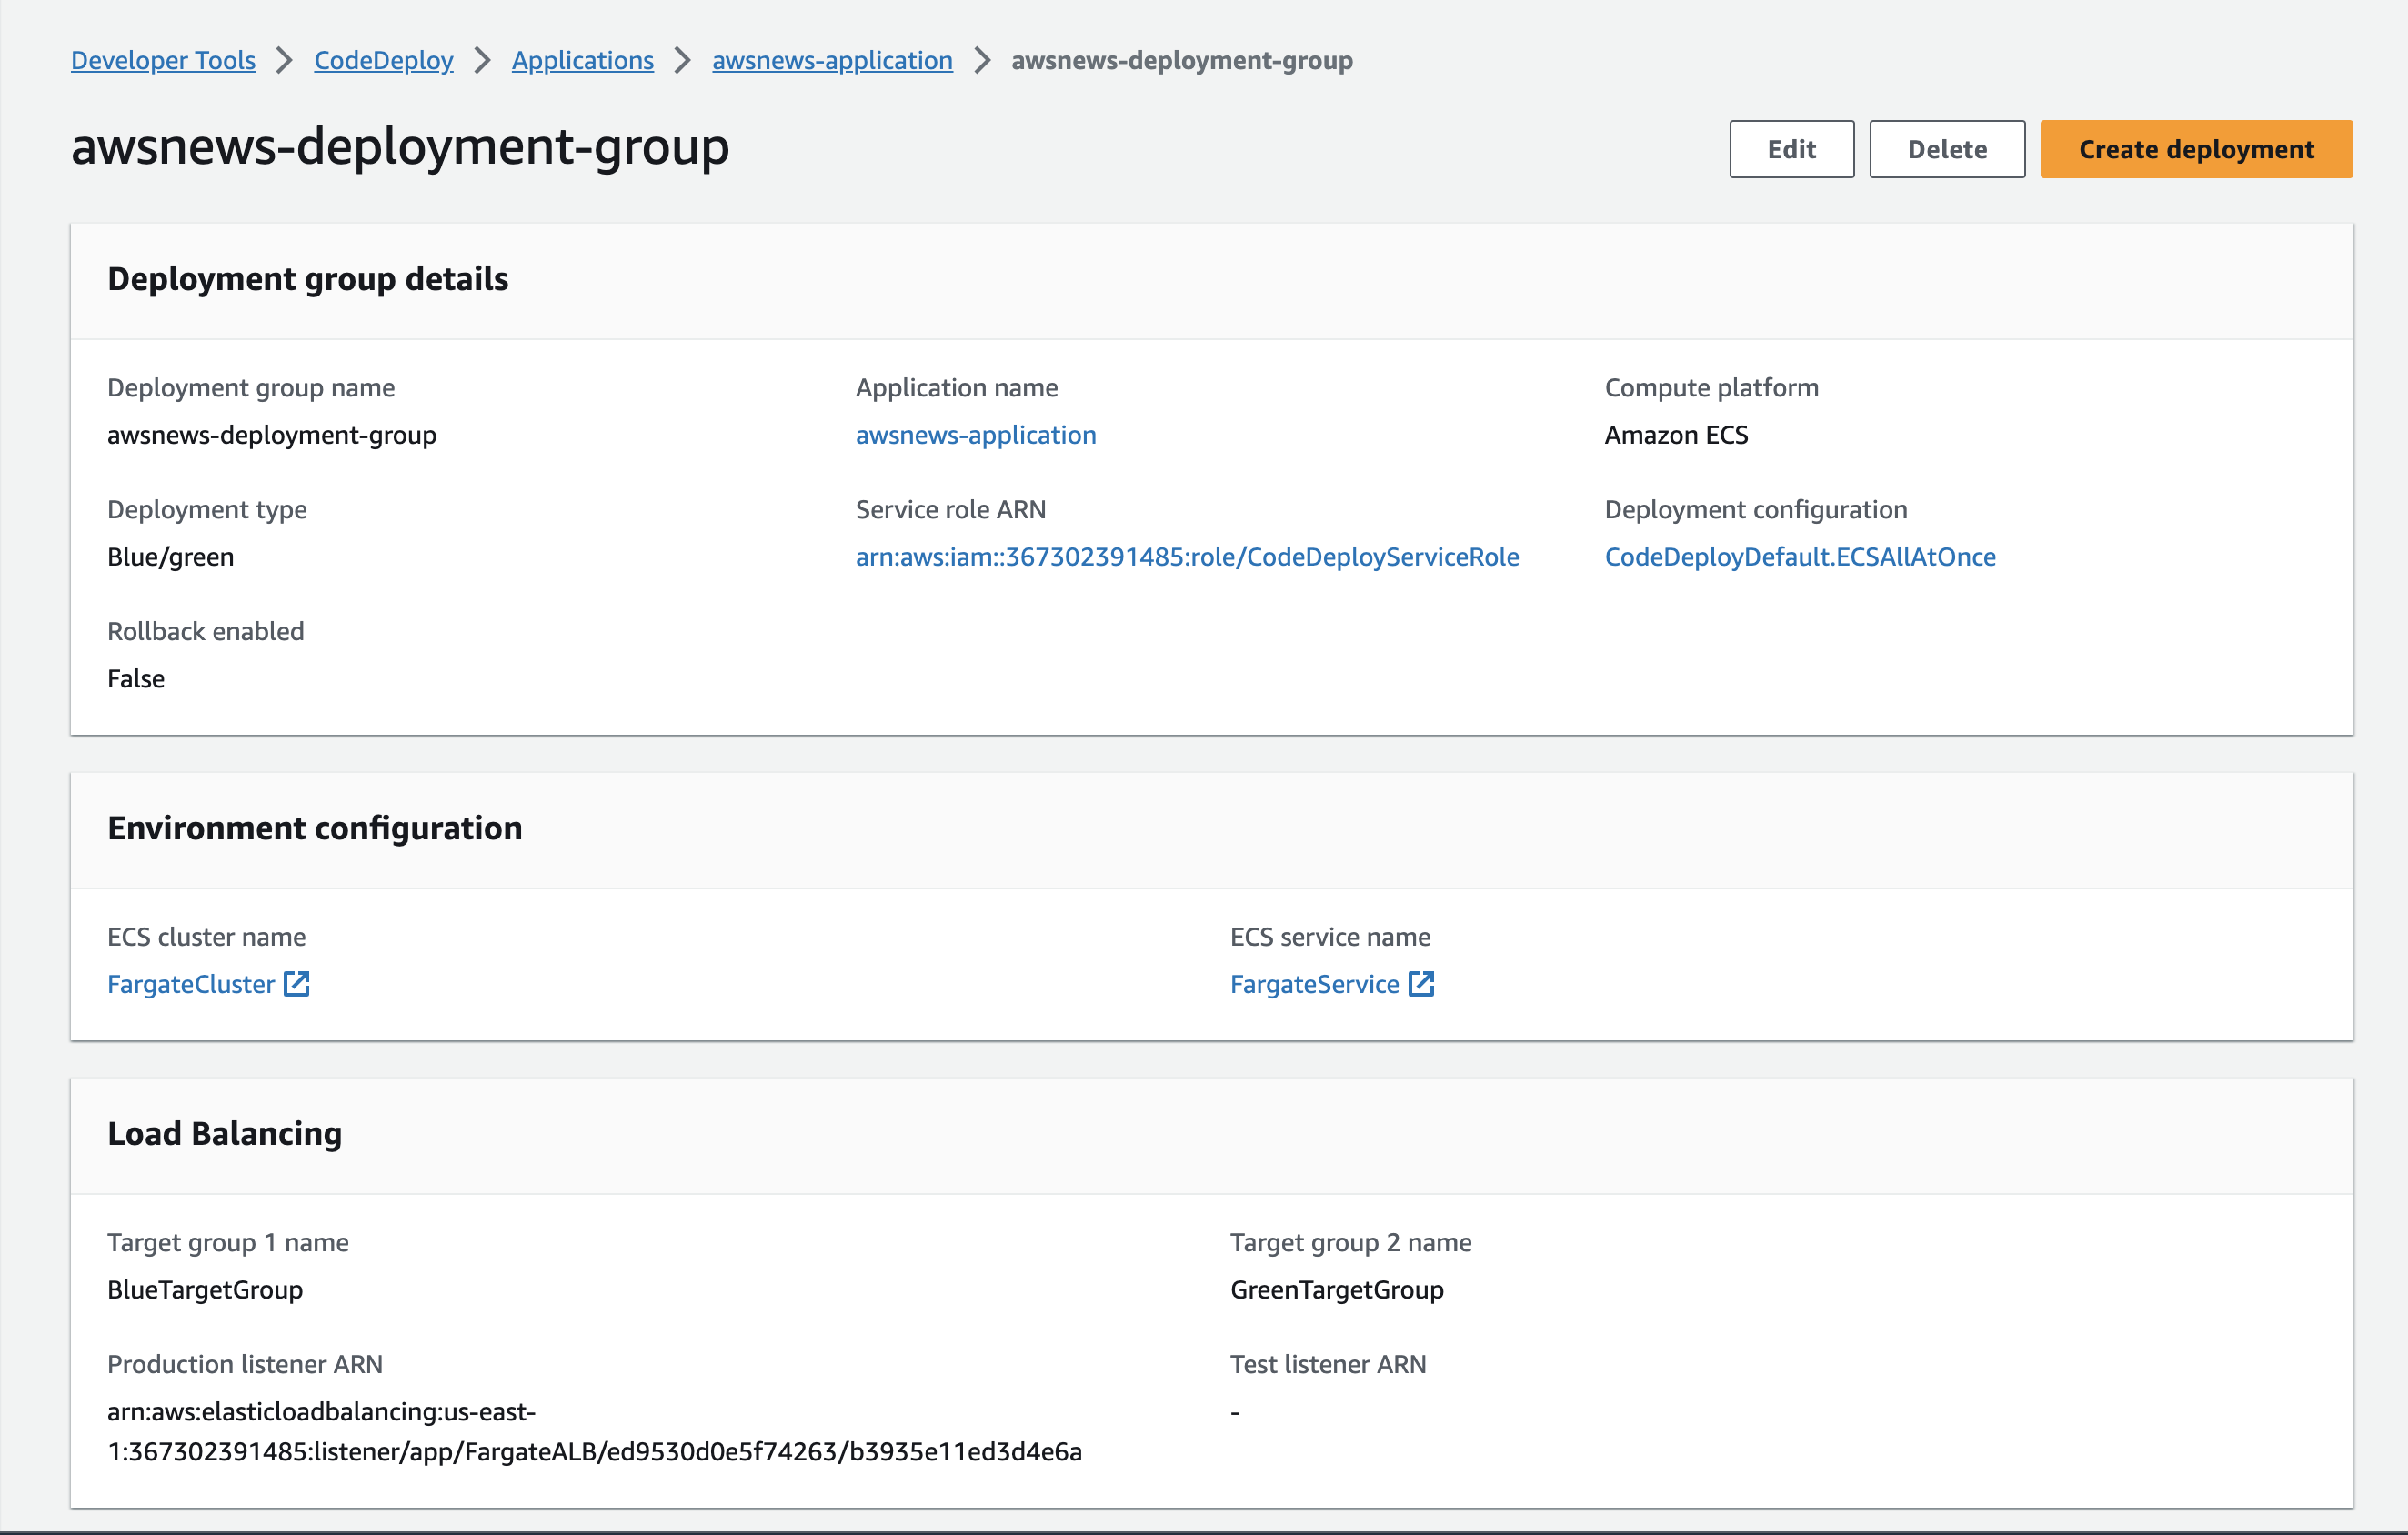 Developer Tools > CodeDeploy > Applications > awsnews-application > awsnews-deployment-group
awsnews-deployment-group
Edit
Delete
Create deployment
Deployment group details
Deployment group name
awsnews-deployment-group
Application name
awsnews-application
Compute platform
Amazon ECS
Deployment type
Blue/green
Service role ARN
arn:aws:iam::367302391485:role/CodeDeployServiceRole
Deployment configuration
CodeDeployDefault.ECSAllAtOnce
Rollback enabled
False
Environment configuration
ECS cluster name
FargateCluster
ECS service name
FargateService
Load Balancing
Target group 1 name
BlueTargetGroup
Target group 2 name
GreenTargetGroup
Production listener ARN
arn:aws:elasticloadbalancing:us-east-
1:367302391485:listener/app/FargateALB/ed9530d0e5f74263/b3935e11ed3d4e6a
Test listener ARN
-